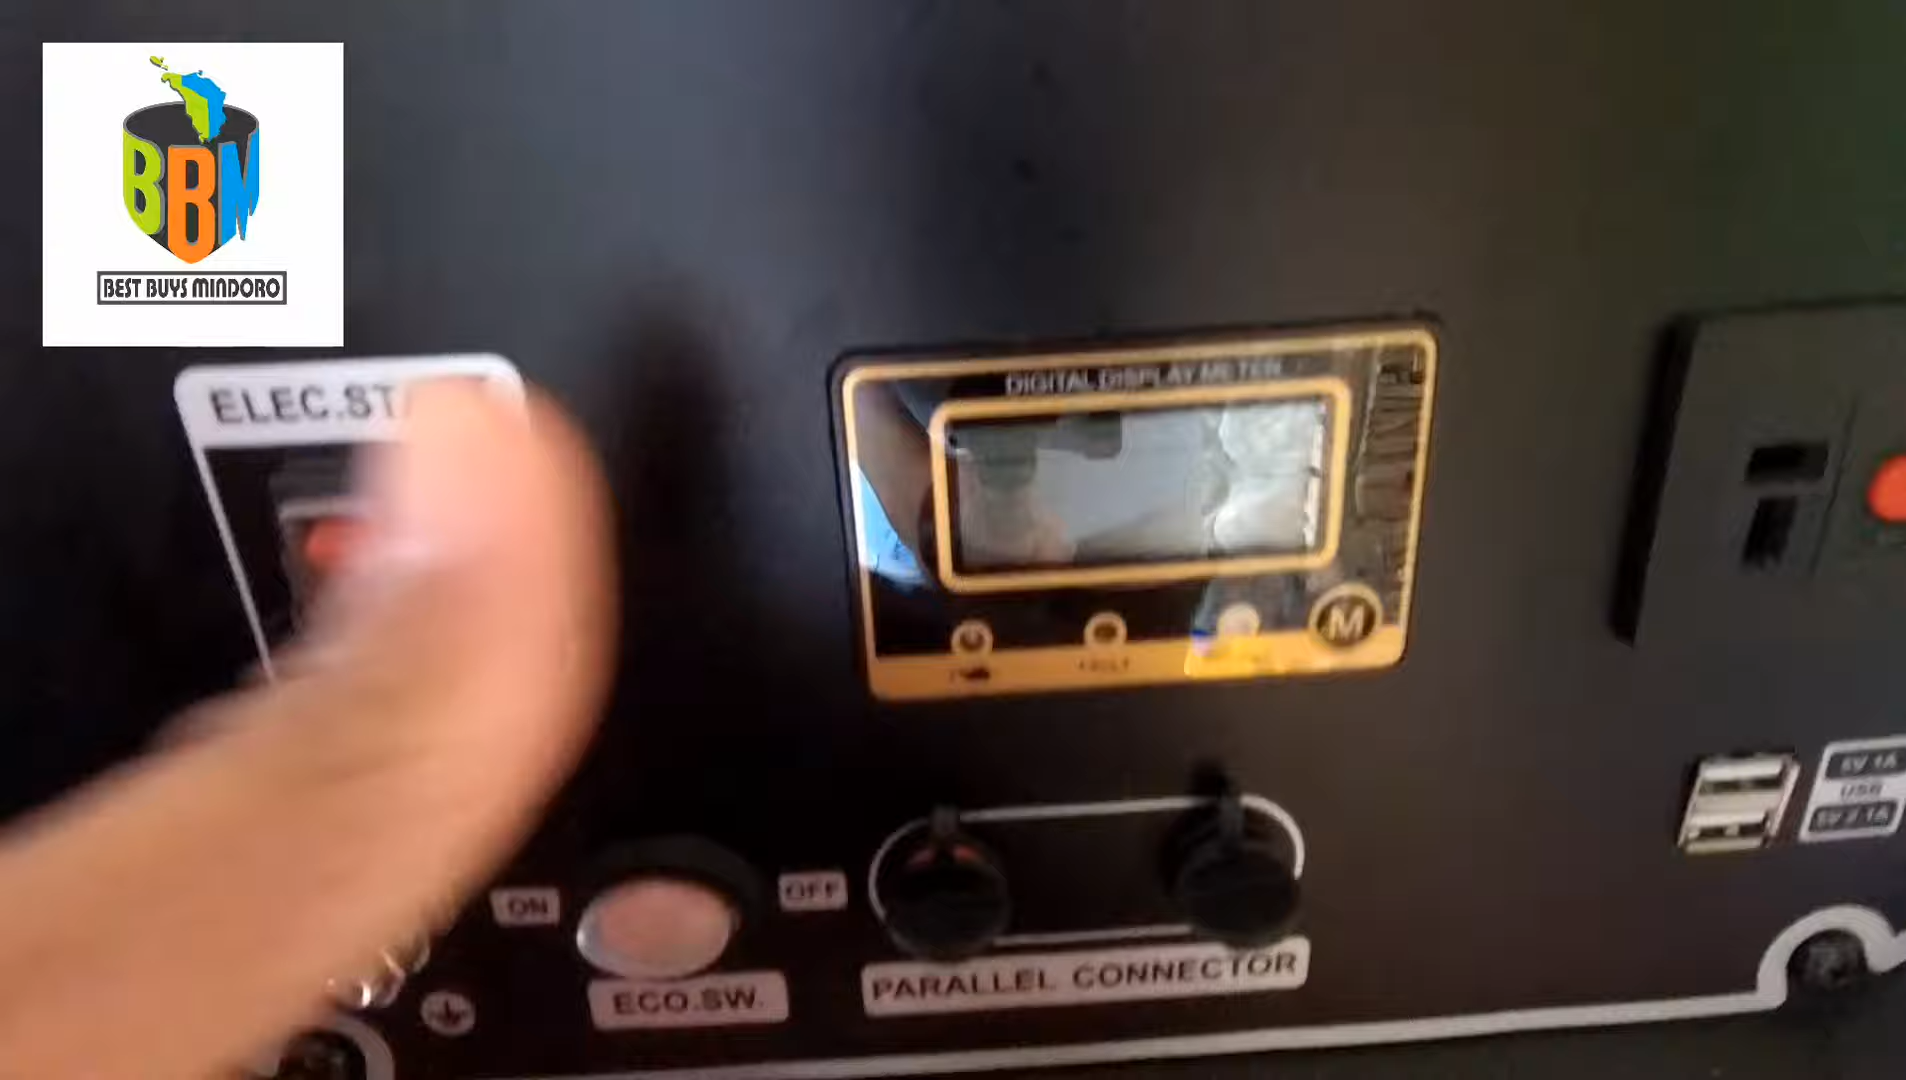 BBM
BEST BUYS MINDORO
ELEC.ST
DIGITAL DISPLAY METER
M
FAULT
ON
OFF
ECO.SW.
PARALLEL CONNECTOR
5V 1A
USB
5V 2.1A